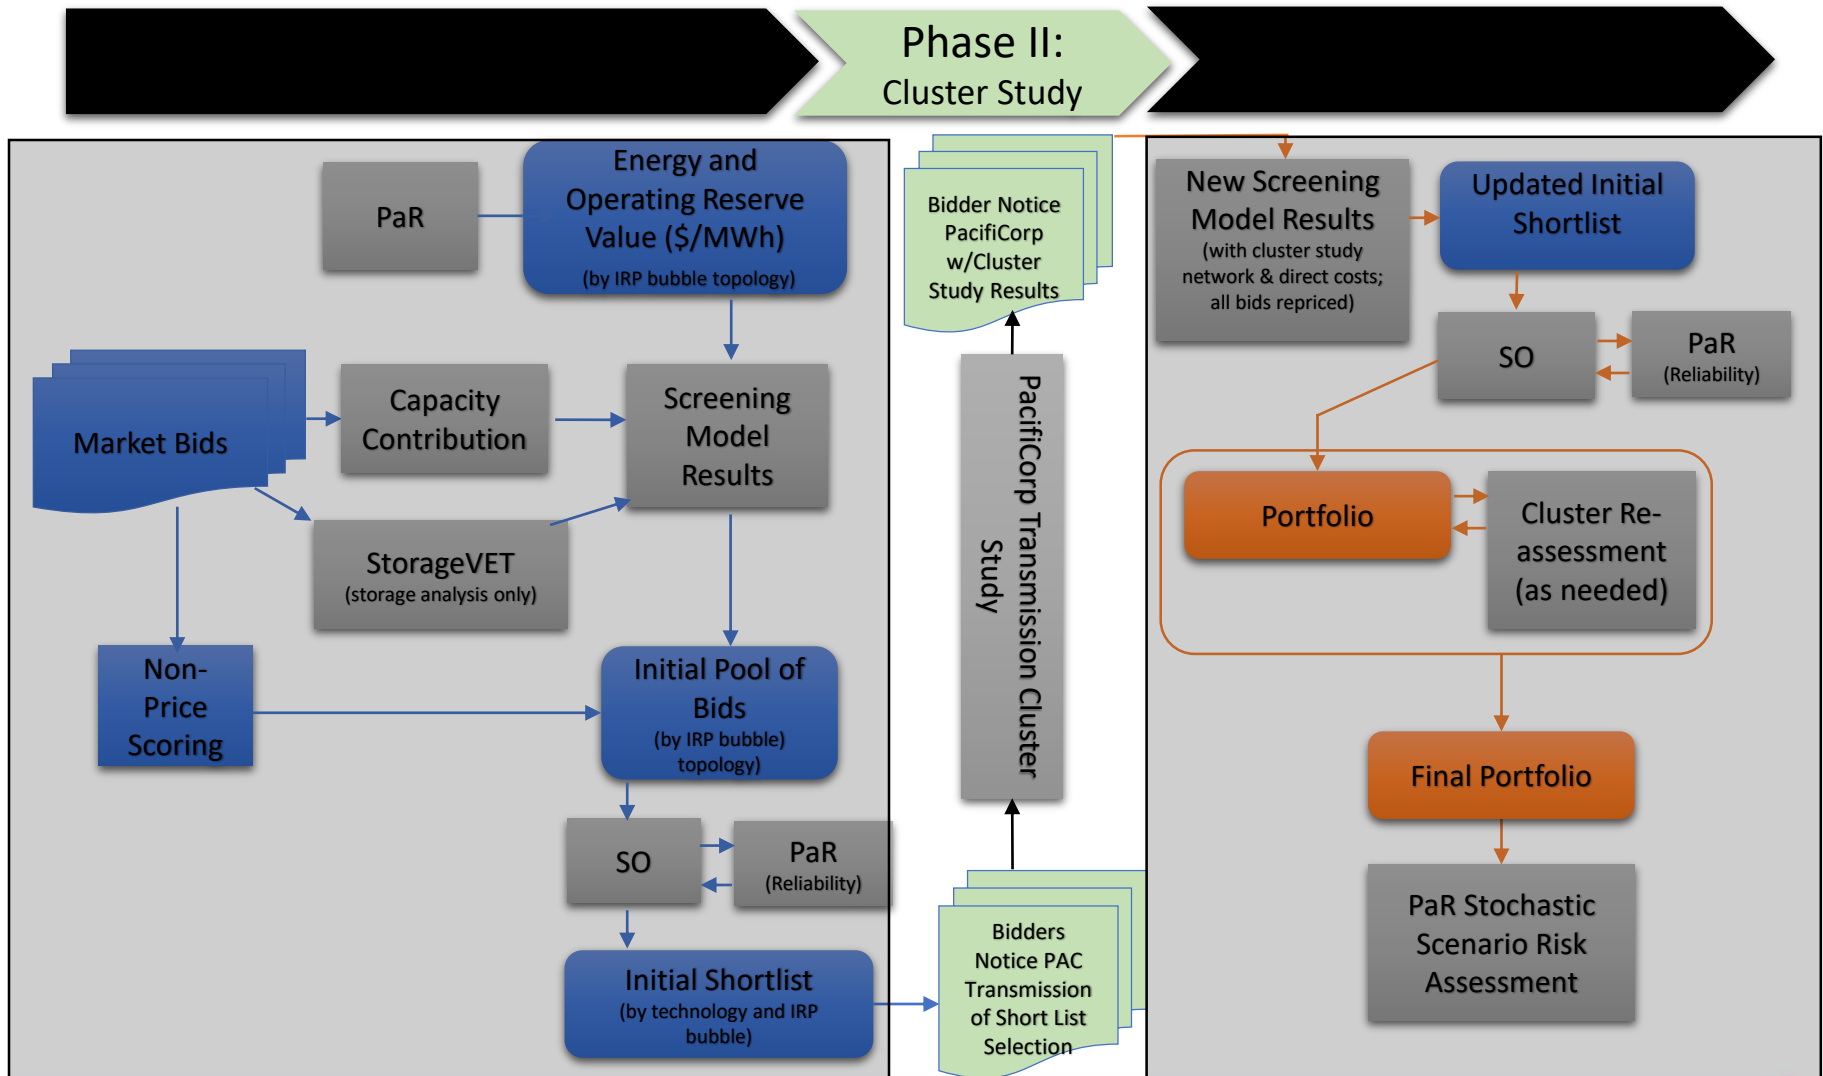 Phase II:
Cluster Study
PaR
Energy and
Operating Reserve
Value ($/MWh)
(by IRP bubble topology)
Market Bids
Capacity
Contribution
Screening
Model
Results
StorageVET
(storage analysis only)
Non-
Price
Scoring
Initial Pool of
Bids
(by IRP bubble)
topology)
SO
PaR
(Reliability)
Initial Shortlist
(by technology and IRP
bubble)
Bidder Notice
PacifiCorp
w/Cluster
Study Results
PacifiCorp Transmission Cluster
Study
Bidders
Notice PAC
Transmission
of Short List
Selection
New Screening
Model Results
(with cluster study
network & direct costs;
all bids repriced)
Updated Initial
Shortlist
SO
PaR
(Reliability)
Portfolio
Cluster Re-
assessment
(as needed)
Final Portfolio
PaR Stochastic
Scenario Risk
Assessment